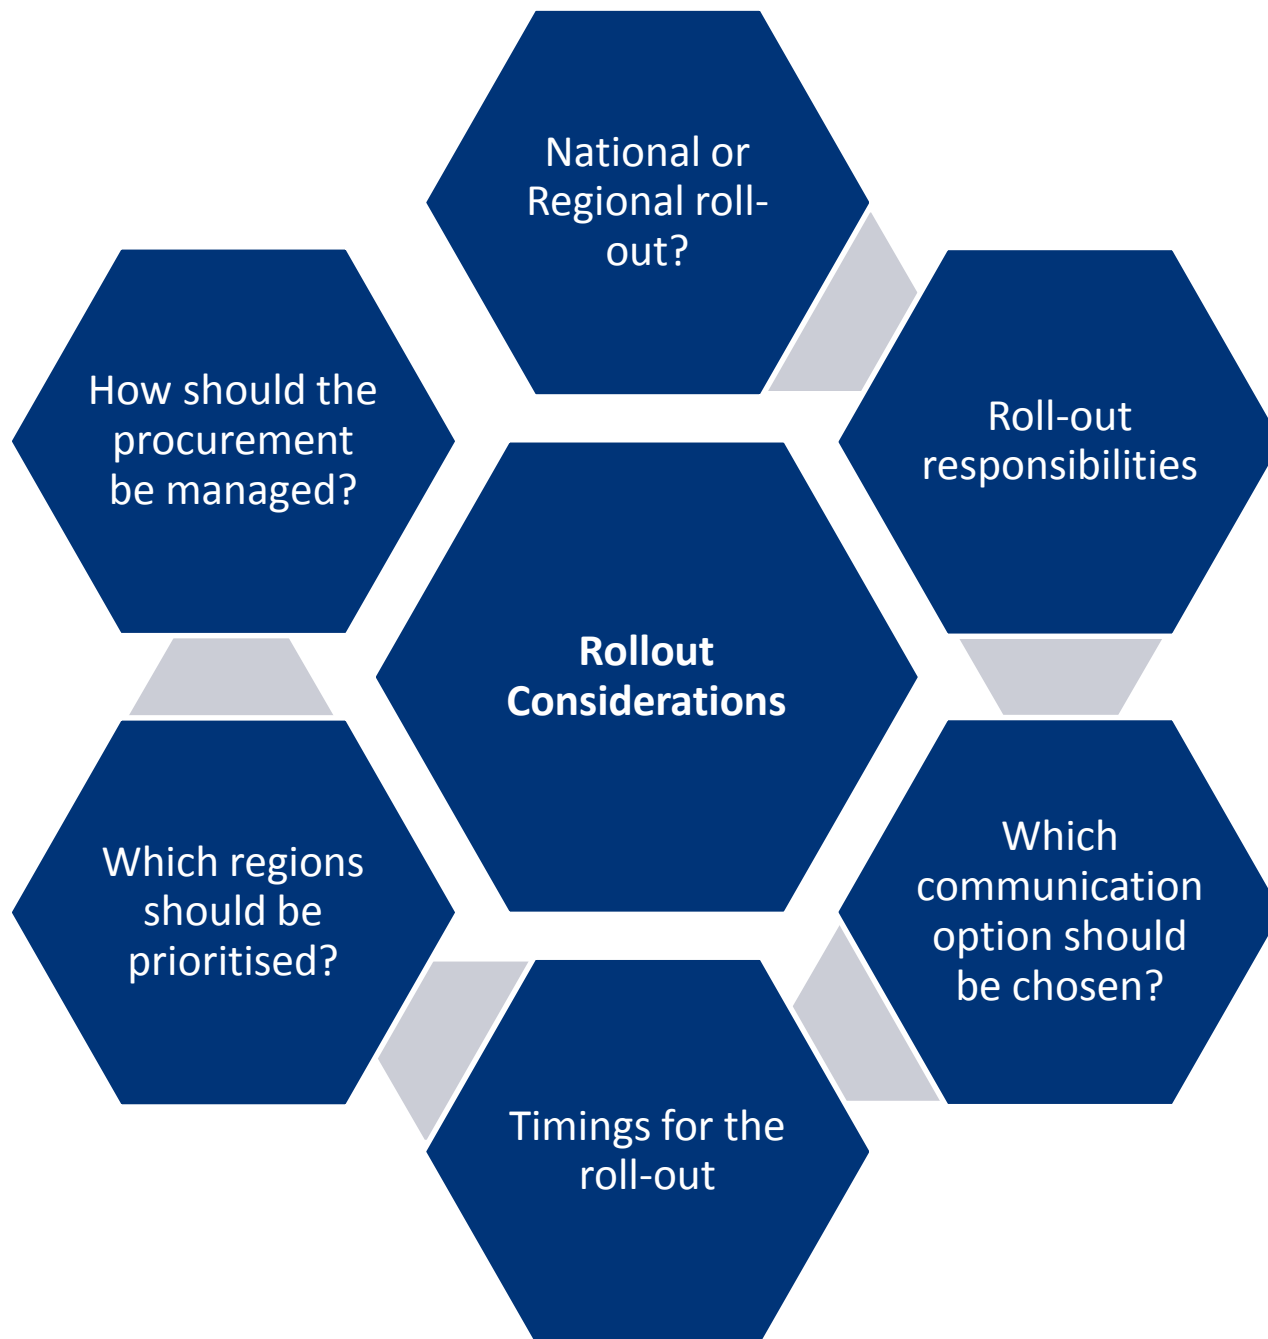 National or
Regional roll-
out?
Roll-out
responsibilities
Which
communication
option should
be chosen?
Timings for the
roll-out
Which regions
should be
prioritised?
How should the
procurement
be managed?
Rollout
Considerations